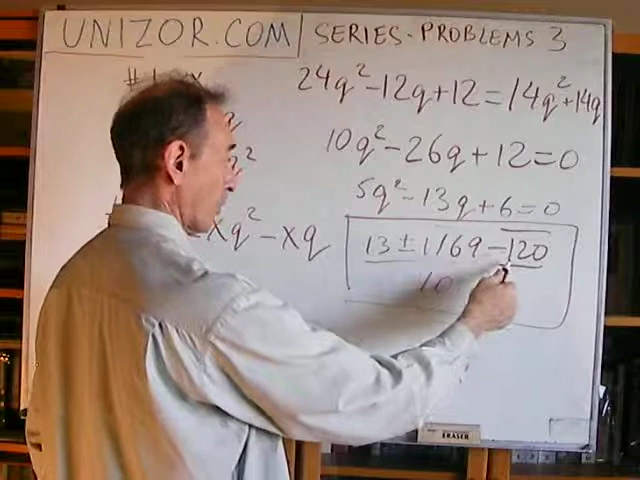 UNIZOR.COM
SERIES-PROBLEMS 3
24q²-12q+12=14q²+14q
10q²-26q+12=0
5q²-13q+6=0
xq²-xq
13±√169-120
10
ERASER